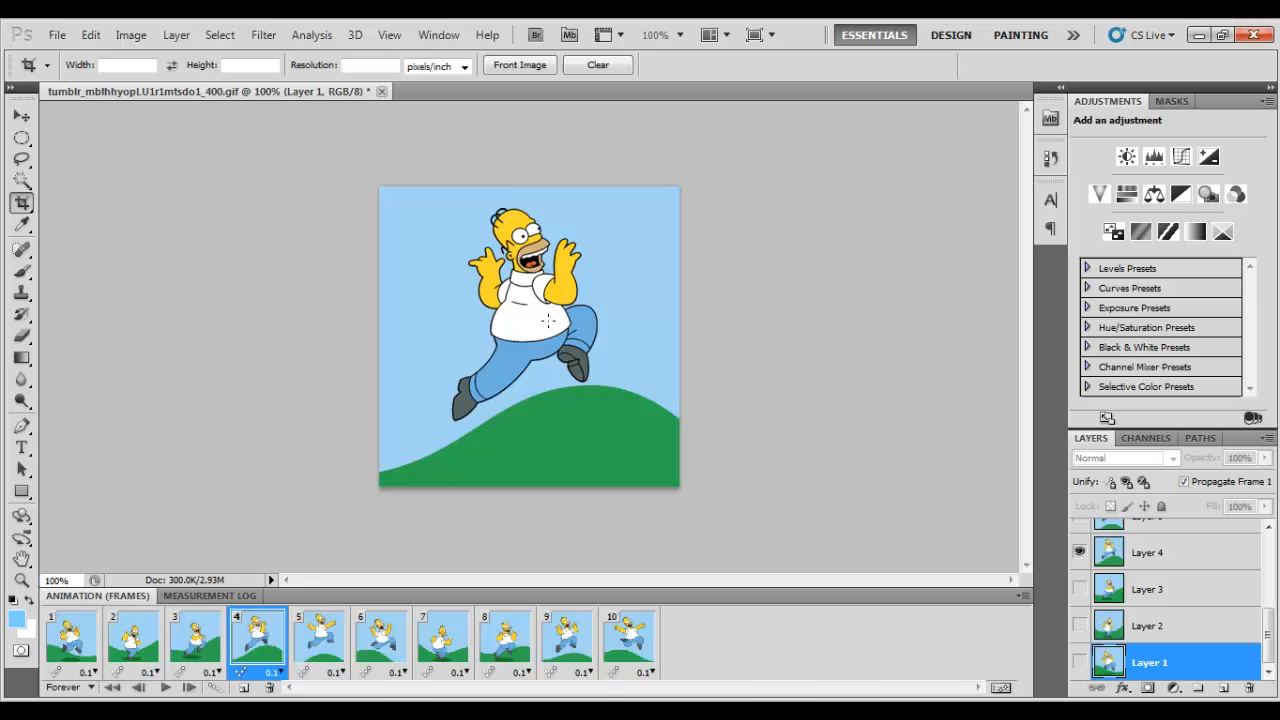 Ps File Edit Image Layer Select Filter Analysis 3D View Window Help Br Mb 100% ESSENTIALS DESIGN PAINTING CS Live
Width: Height: Resolution: pixels/inch Front Image Clear
tumblr_mblhhyopLU1r1mtsdo1_400.gif @ 100% (Layer 1, RGB/8) *
ADJUSTMENTS MASKS
Add an adjustment
Levels Presets
Curves Presets
Exposure Presets
Hue/Saturation Presets
Black & White Presets
Channel Mixer Presets
Selective Color Presets
LAYERS CHANNELS PATHS
Normal Opacity: 100%
Unify: Propagate Frame 1
Lock: Fill: 100%
Layer 4
Layer 3
Layer 2
Layer 1
100% Doc: 300.0K/2.93M
ANIMATION (FRAMES) MEASUREMENT LOG
1 2 3 4 5 6 7 8 9 10
0.1 0.1 0.1 0.1 0.1 0.1 0.1 0.1 0.1 0.1
Forever